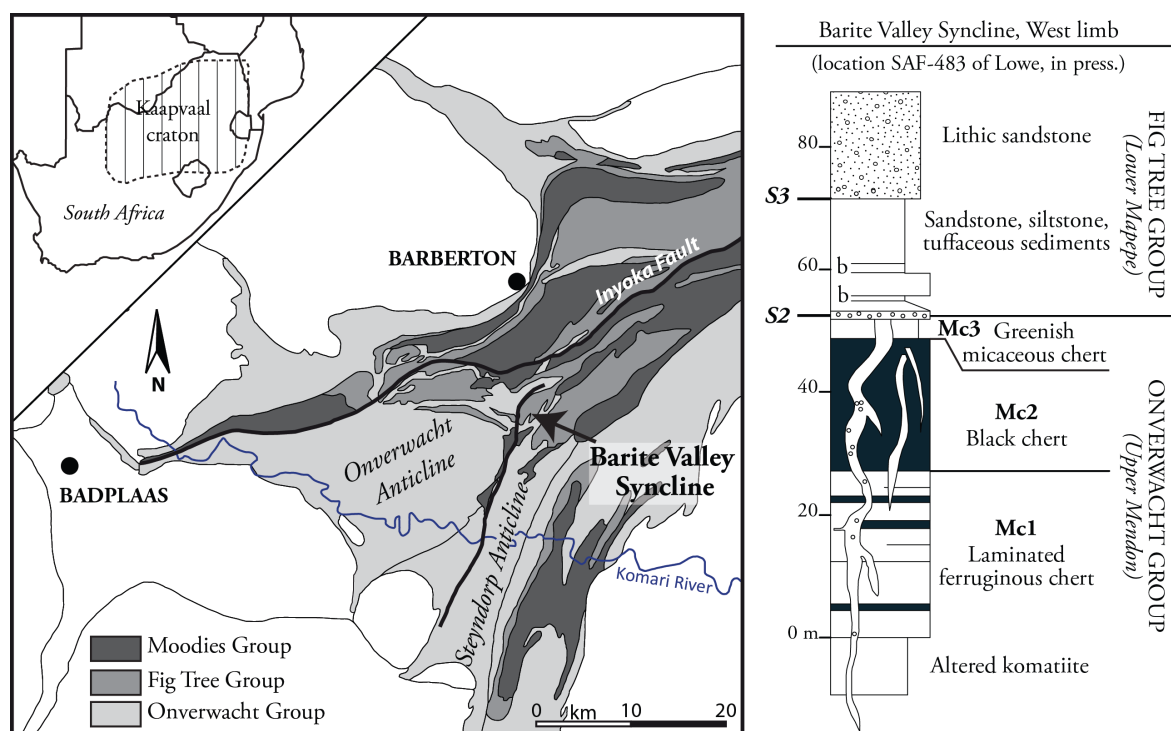 Kaapvaal
craton
South Africa
BARBERTON
Inyoka Fault
N
Onverwacht
Anticline
BADPLAAS
Barite Valley
Syncline
Steyndorp Anticline
Komari River
Moodies Group
Fig Tree Group
Onverwacht Group
0 km 10 20
Barite Valley Syncline, West limb
(location SAF-483 of Lowe, in press.)
80
Lithic sandstone
S3
Sandstone, siltstone,
tuffaceous sediments
60
b
b
S2
Mc3 Greenish
micaceous chert
40
Mc2
Black chert
20
Mc1
Laminated
ferruginous chert
0 m
Altered komatiite
FIG TREE GROUP
(Lower Mapepe)
ONVERWACHT GROUP
(Upper Mendon)